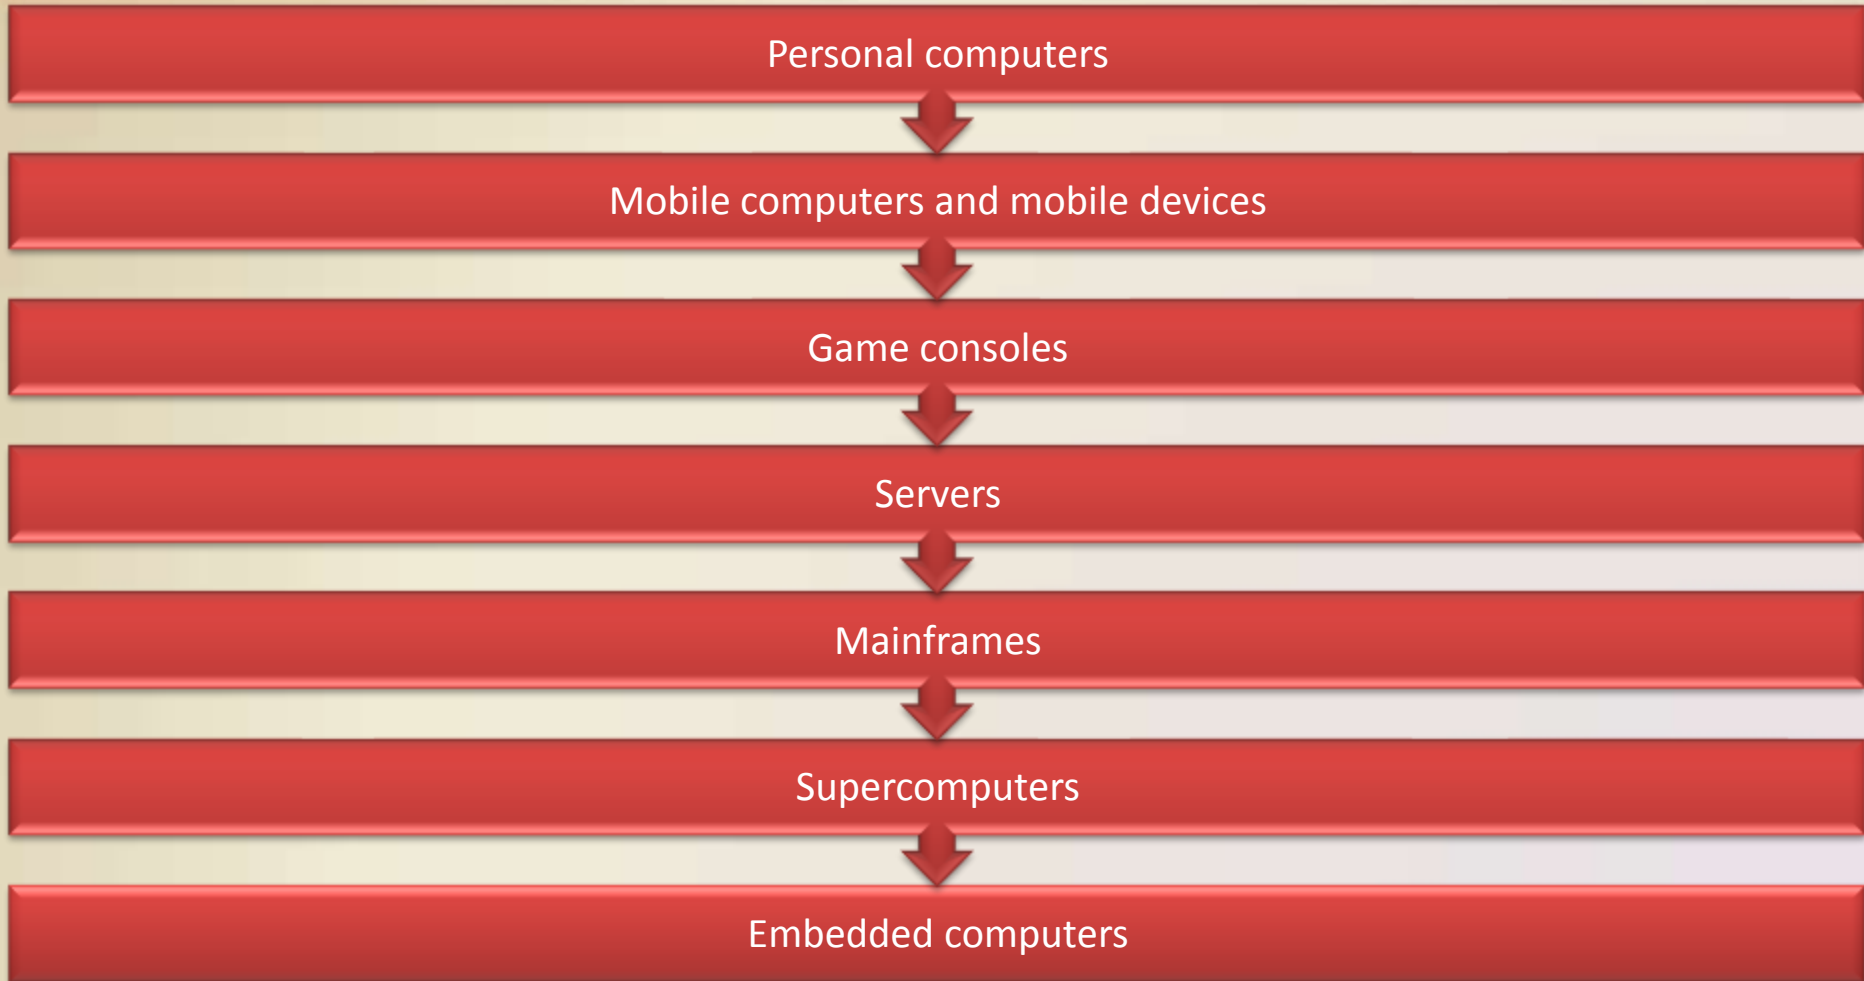 Personal computers
Mobile computers and mobile devices
Game consoles
Servers
Mainframes
Supercomputers
Embedded computers